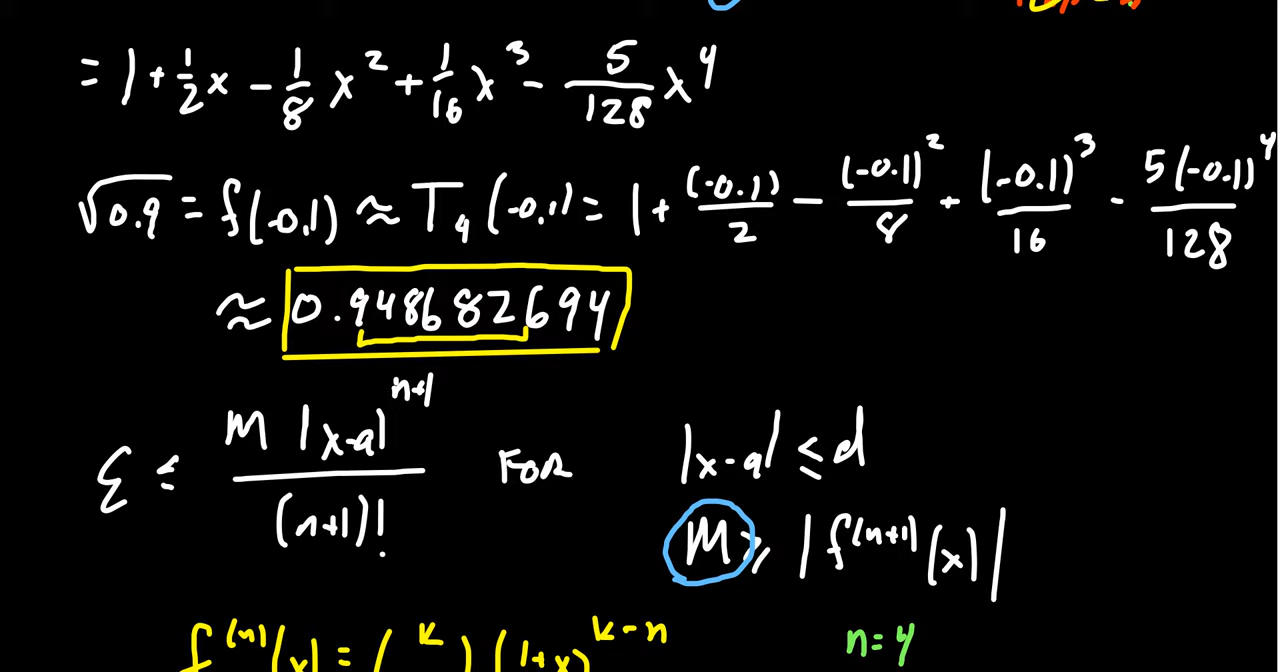 = 1 + 1/2 x - 1/8 x^2 + 1/16 x^3 - 5/128 x^4
√0.9 = f(-0.1) ≈ T_4 (-0.1) = 1 + (-0.1)/2 - (-0.1)^2/8 + (-0.1)^3/16 - 5(-0.1)^4/128
≈ 0.948682694
ε ≤ M |x-a|^{n+1} / (n+1)! FOR |x-a| ≤ d
M ≥ |f^{(n+1)}(x)|
f^{(n)}(x) = ( k ) (1+x)^{k-n} n=4